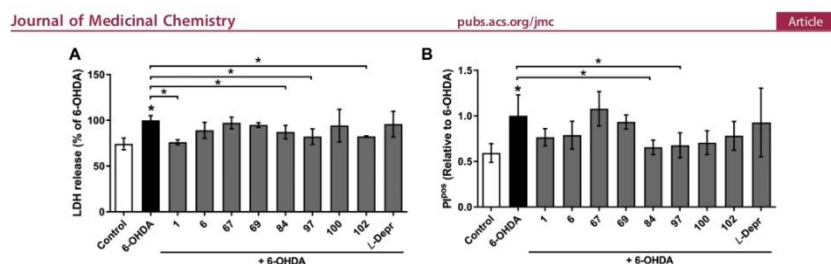 Journal of Medicinal Chemistry
pubs.acs.org/jmc
Article
A
LDH release (% of 6-OHDA)
150
100
50
0
*
*
*
*
*
Control
6-OHDA
1
6
67
69
84
97
100
102
L-Depr
+ 6-OHDA
B
PIpos (Relative to 6-OHDA)
1.5
1.0
0.5
0.0
*
*
*
Control
6-OHDA
1
6
67
69
84
97
100
102
L-Depr
+ 6-OHDA